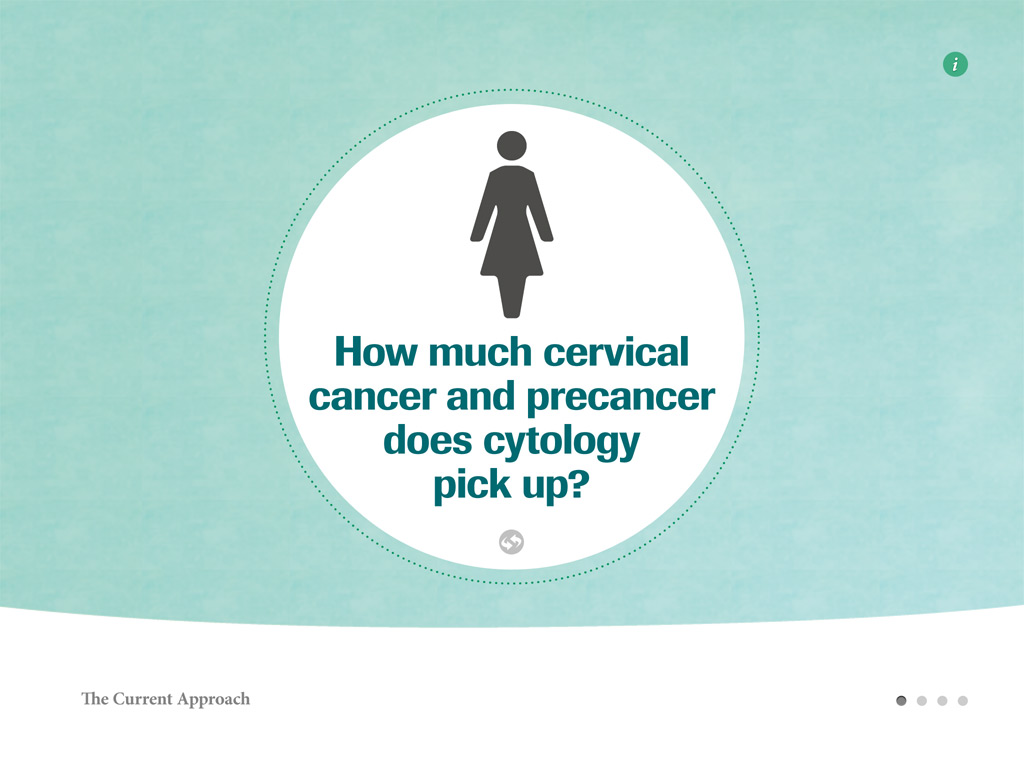 i
How much cervical
cancer and precancer
does cytology
pick up?
The Current Approach